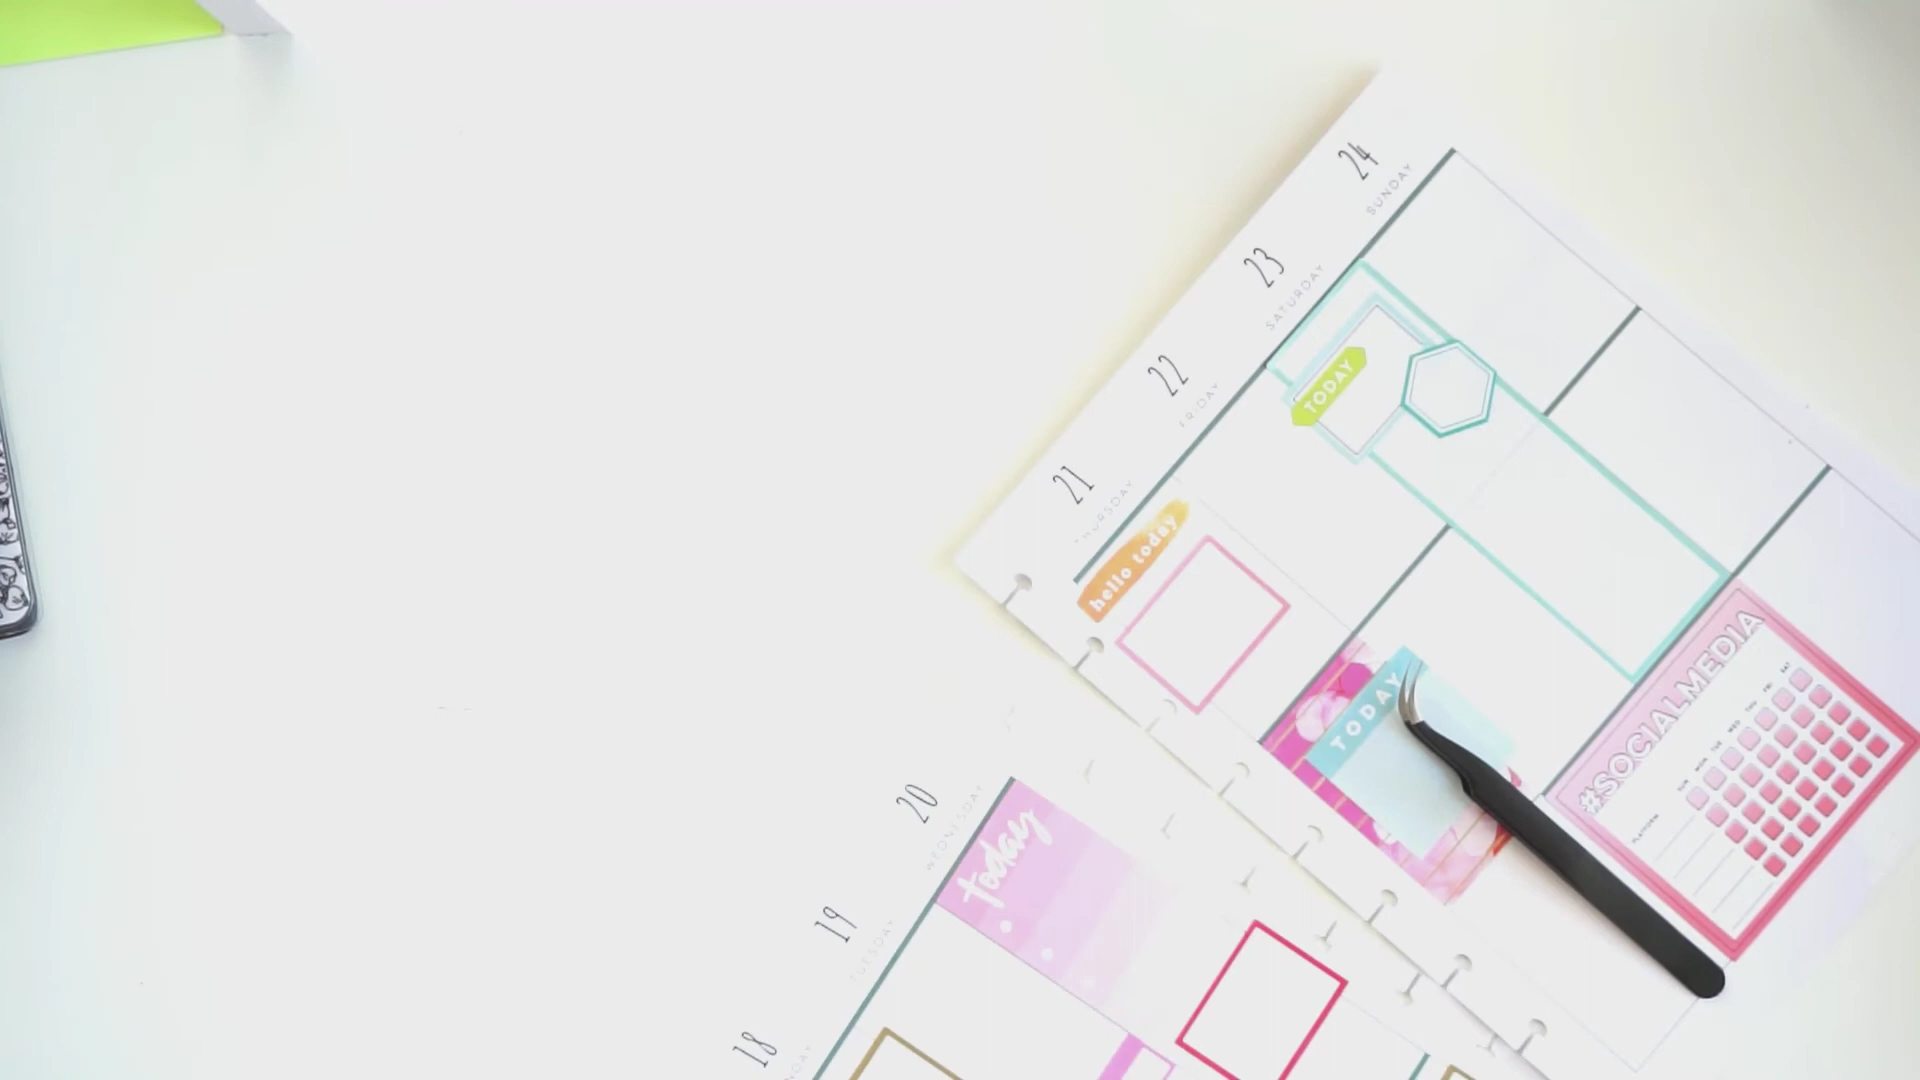 24
SUNDAY
23
SATURDAY
22
FRIDAY
21
THURSDAY
TODAY
hello today
TODAY
#SOCIALMEDIA
PLATFORM
SUN MON TUE WED THU FRI SAT
20
WEDNESDAY
today
19
TUESDAY
18